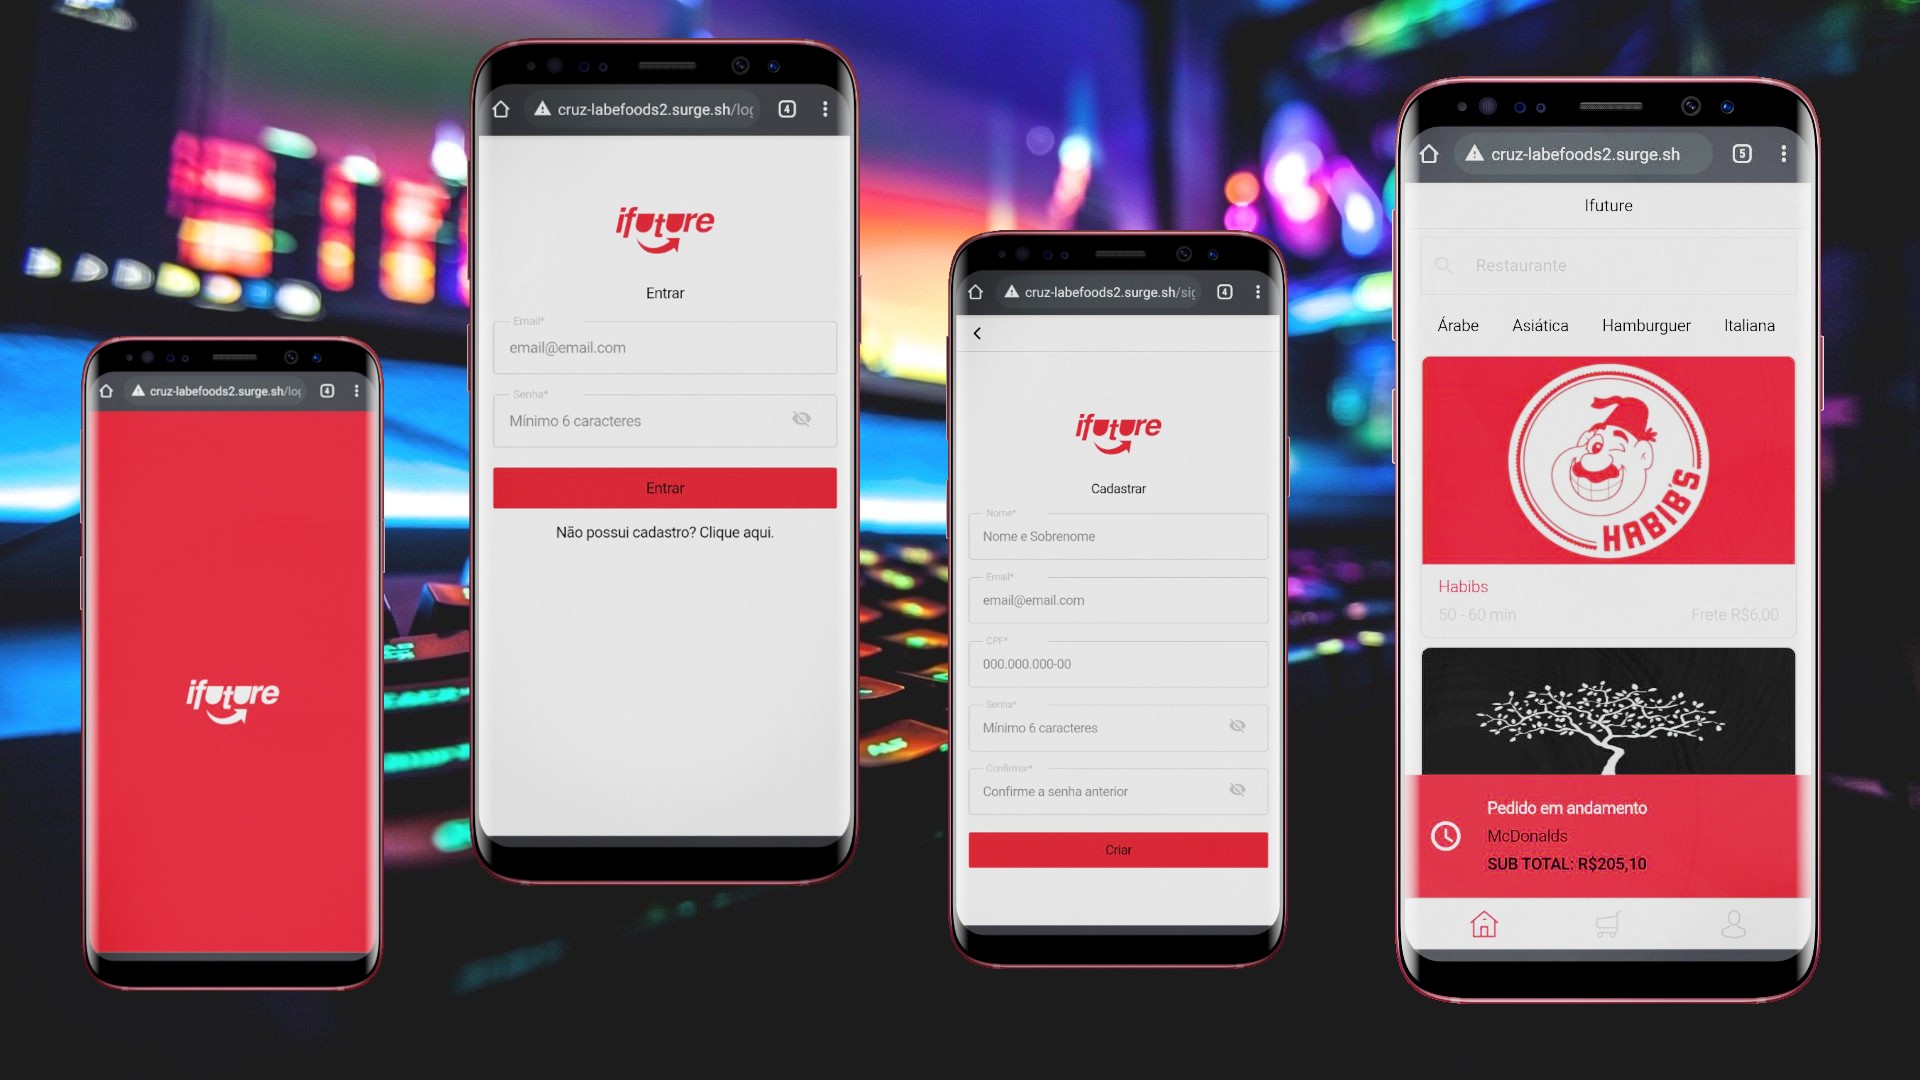 cruz-labefoods2.surge.sh/log
4
ifuture
cruz-labefoods2.surge.sh/log
4
ifuture
Entrar
Email*
email@email.com
Senha*
Mínimo 6 caracteres
Entrar
Não possui cadastro? Clique aqui.
cruz-labefoods2.surge.sh/sig
4
ifuture
Cadastrar
Nome*
Nome e Sobrenome
Email*
email@email.com
CPF*
000.000.000-00
Senha*
Mínimo 6 caracteres
Confirmar*
Confirme a senha anterior
Criar
cruz-labefoods2.surge.sh
5
Ifuture
Restaurante
Árabe Asiática Hamburguer Italiana
HABIB'S
Habibs
50 - 60 min Frete R$6,00
Pedido em andamento
McDonalds
SUB TOTAL: R$205,10